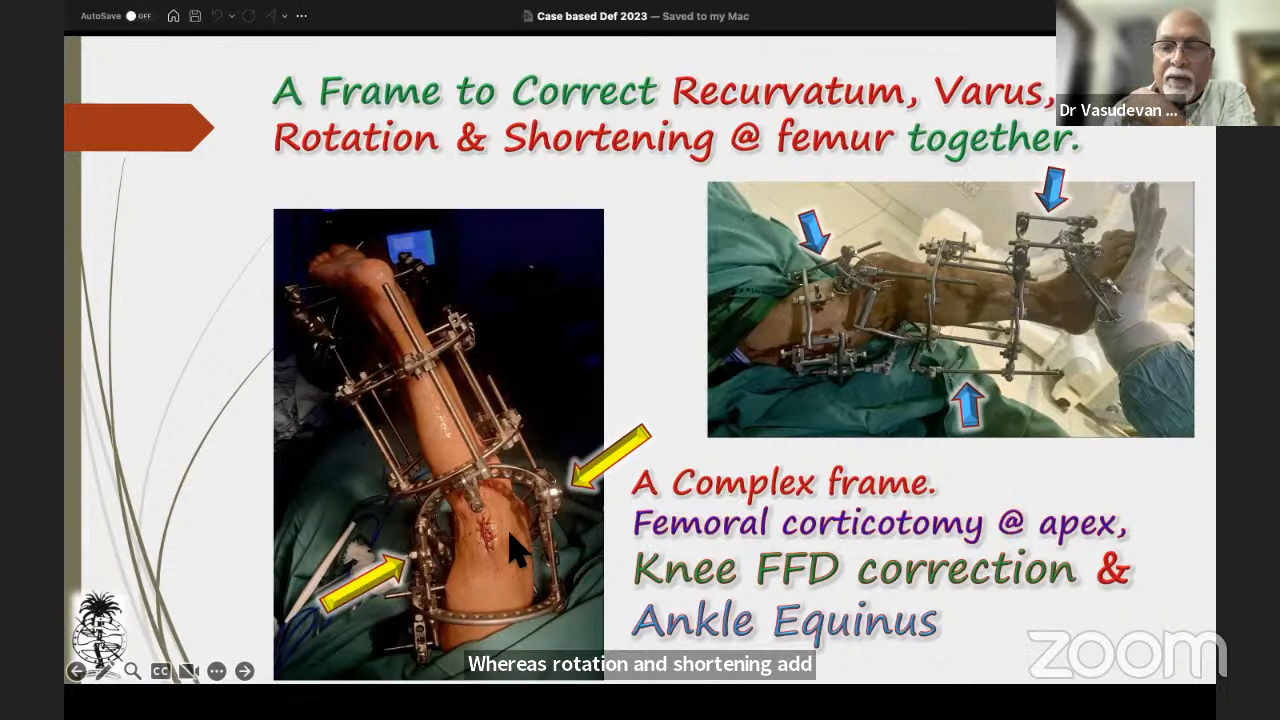 AutoSave OFF
Case based Def 2023 — Saved to my Mac
A Frame to Correct Recurvatum, Varus,
Rotation & Shortening @ femur together.
Dr Vasudevan ...
A Complex frame.
Femoral corticotomy @ apex,
Knee FFD correction &
Ankle Equinus
CC
Whereas rotation and shortening add
zoom